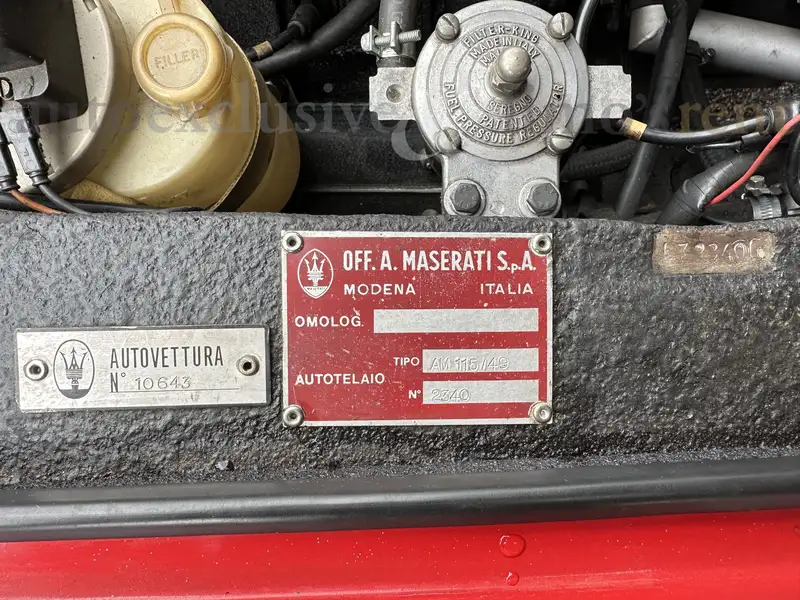 FILLER
FILTER-KING
MADE IN ITALY
PATENTED
FUEL PRESSURE REGULATOR
OFF. A. MASERATI S.p.A.
MODENA ITALIA
OMOLOG.
TIPO AM 115/49
AUTOTELAIO
N° 2340
AUTOVETTURA
N° 10643
autoexclusive